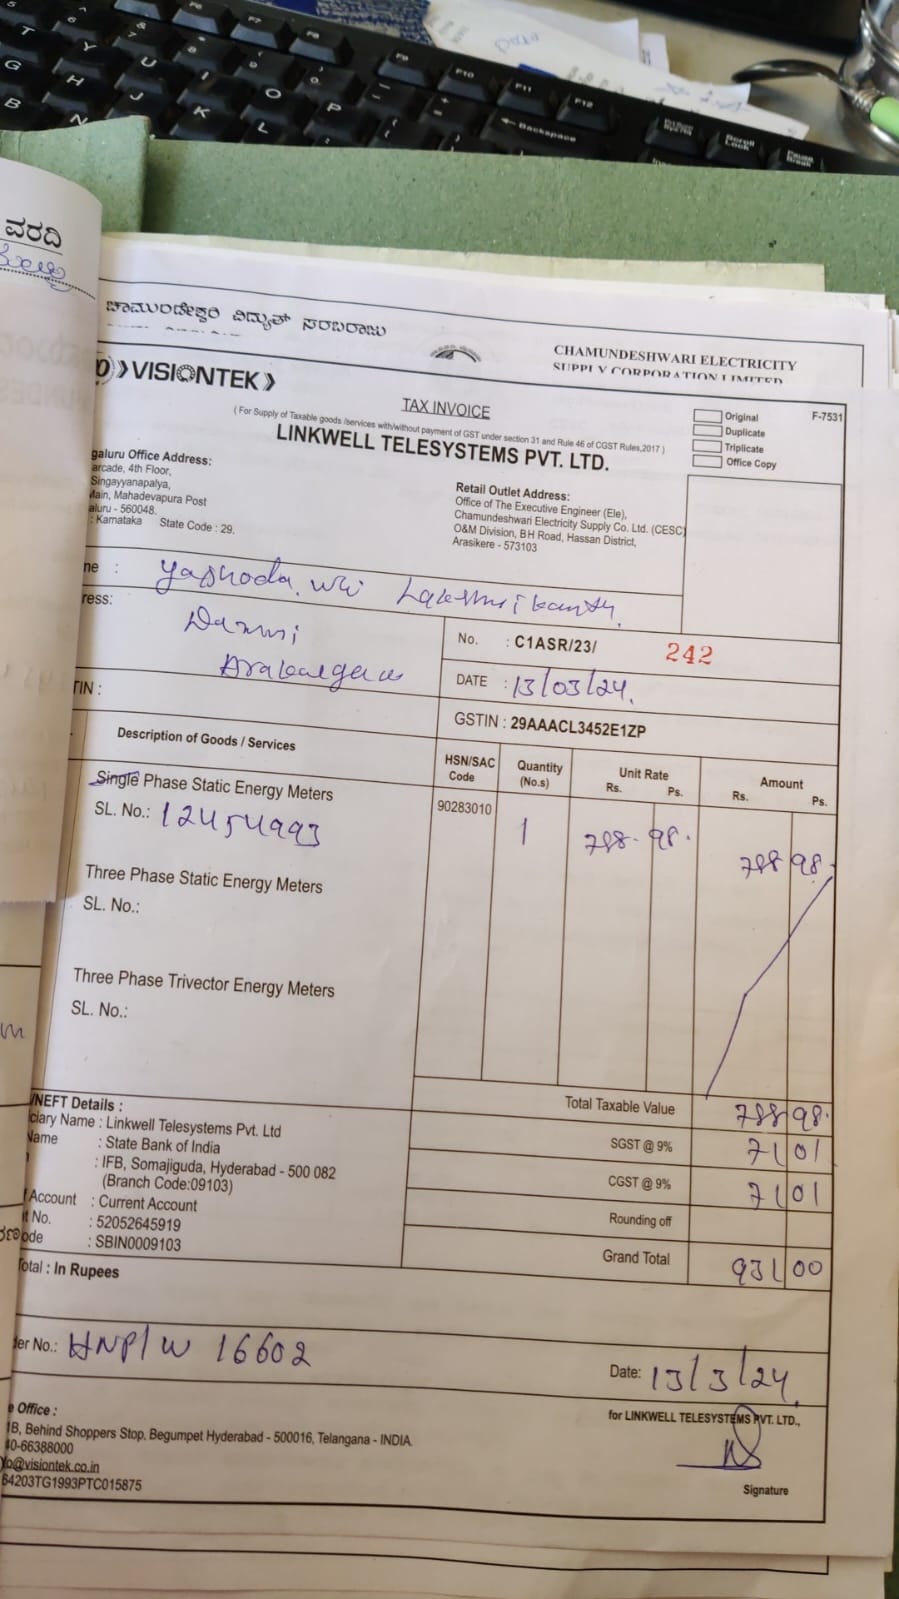 ವರದಿ
ಚಾಮುಂಡೇಶ್ವರಿ ವಿದ್ಯುತ್ ಸರಬರಾಜು
CHAMUNDESHWARI ELECTRICITY
SUPPLY CORPORATION LIMITED
VISIONTEK
TAX INVOICE
( For Supply of Taxable goods /services with/without payment of GST under section 31 and Rule 46 of CGST Rules,2017 )
LINKWELL TELESYSTEMS PVT. LTD.
Original
F-7531
Duplicate
Triplicate
Office Copy
galuru Office Address:
arcade, 4th Floor,
Singayyanapalya,
Main, Mahadevapura Post
aluru - 560048.
: Karnataka State Code : 29.
Retail Outlet Address:
Office of The Executive Engineer (Ele),
Chamundeshwari Electricity Supply Co. Ltd. (CESC)
O&M Division, BH Road, Hassan District,
Arasikere - 573103
ne : Yashoda
ress:
No. : C1ASR/23/ 242
DATE : 13/03/24.
TIN :
GSTIN : 29AAACL3452E1ZP
Description of Goods / Services
HSN/SAC Code
Quantity (No.s)
Unit Rate Rs. Ps.
Amount Rs. Ps.
Single Phase Static Energy Meters
SL. No.: 12454993
90283010
1
788. 98.
788 98.
Three Phase Static Energy Meters
SL. No.:
Three Phase Trivector Energy Meters
SL. No.:
Total Taxable Value 788 98.
SGST @ 9% 71 01
CGST @ 9% 71 01
Rounding off
Grand Total 931 00
/NEFT Details :
ciary Name : Linkwell Telesystems Pvt. Ltd
Name : State Bank of India
: IFB, Somajiguda, Hyderabad - 500 082
(Branch Code:09103)
Account : Current Account
t No. : 52052645919
ode : SBIN0009103
Total : In Rupees
er No.: HNP/W 16602
Date: 13/3/24.
for LINKWELL TELESYSTEMS PVT. LTD.,
Signature
e Office :
1B, Behind Shoppers Stop, Begumpet Hyderabad - 500016, Telangana - INDIA.
40-66388000
fo@visiontek.co.in
64203TG1993PTC015875